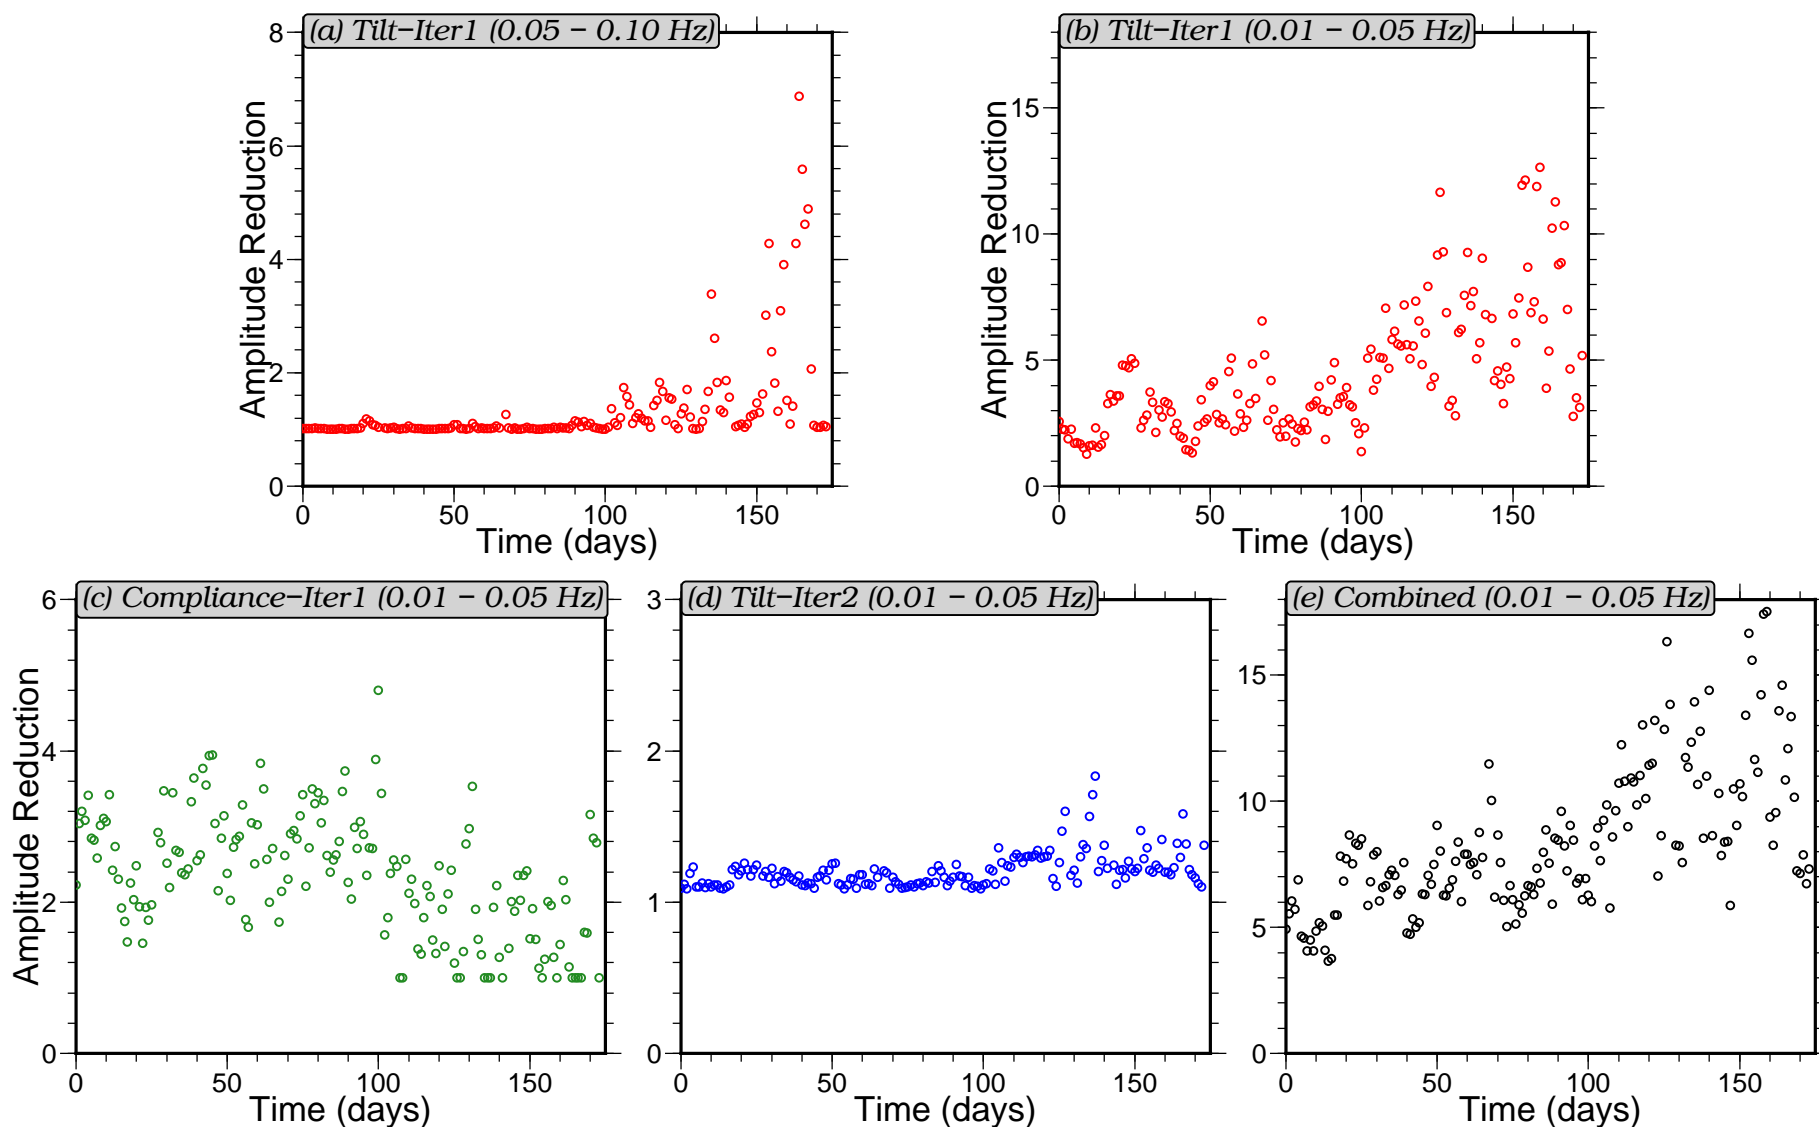 (a) Tilt−Iter1 (0.05 − 0.10 Hz)
(b) Tilt−Iter1 (0.01 − 0.05 Hz)
Amplitude Reduction
0
2
4
6
8
0 50 100 150
Time (days)
Amplitude Reduction
0
5
10
15
0 50 100 150
Time (days)
(c) Compliance−Iter1 (0.01 − 0.05 Hz)
(d) Tilt−Iter2 (0.01 − 0.05 Hz)
(e) Combined (0.01 − 0.05 Hz)
Amplitude Reduction
0
2
4
6
0 50 100 150
Time (days)
0
1
2
3
0 50 100 150
Time (days)
0
5
10
15
0 50 100 150
Time (days)